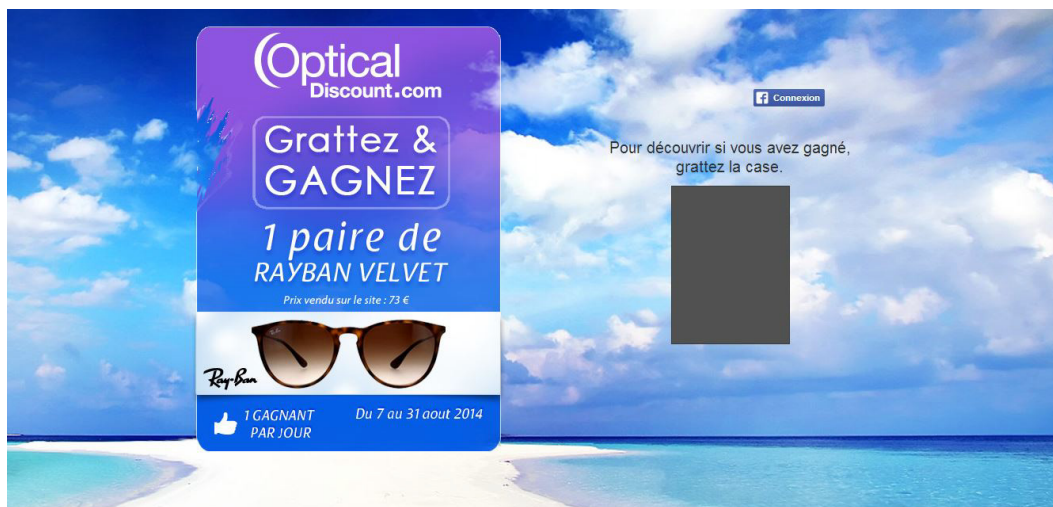 Optical
Discount.com
Grattez &
GAGNEZ
1 paire de
RAYBAN VELVET
Prix vendu sur le site : 73 €
Ray-Ban
Ray-Ban
1 GAGNANT
PAR JOUR
Du 7 au 31 aout 2014
f Connexion
Pour découvrir si vous avez gagné,
grattez la case.